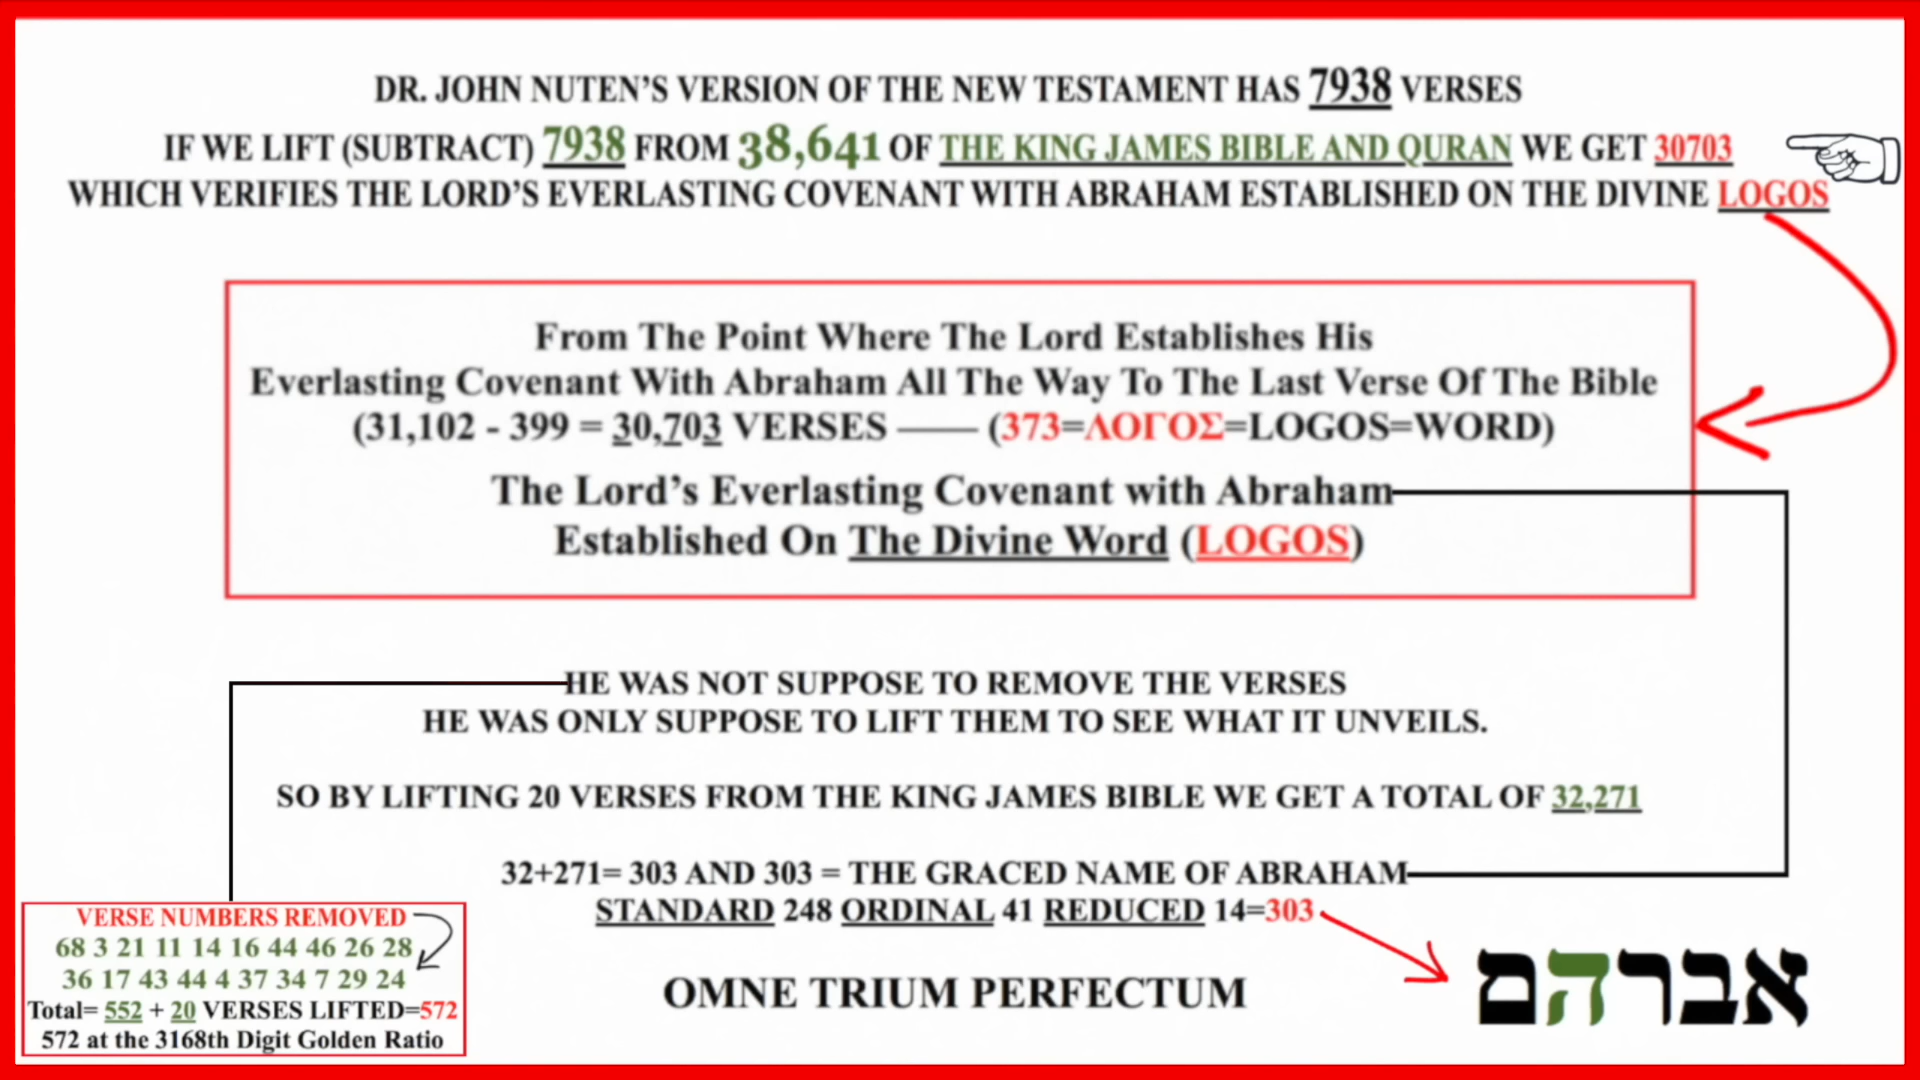 DR. JOHN NUTEN'S VERSION OF THE NEW TESTAMENT HAS 7938 VERSES
IF WE LIFT (SUBTRACT) 7938 FROM 38,641 OF THE KING JAMES BIBLE AND QURAN WE GET 30703
WHICH VERIFIES THE LORD'S EVERLASTING COVENANT WITH ABRAHAM ESTABLISHED ON THE DIVINE LOGOS
From The Point Where The Lord Establishes His
Everlasting Covenant With Abraham All The Way To The Last Verse Of The Bible
(31,102 - 399 = 30,703 VERSES —— (373=ΛΟΓΟΣ=LOGOS=WORD)
The Lord's Everlasting Covenant with Abraham
Established On The Divine Word (LOGOS)
HE WAS NOT SUPPOSE TO REMOVE THE VERSES
HE WAS ONLY SUPPOSE TO LIFT THEM TO SEE WHAT IT UNVEILS.
SO BY LIFTING 20 VERSES FROM THE KING JAMES BIBLE WE GET A TOTAL OF 32,271
32+271= 303 AND 303 = THE GRACED NAME OF ABRAHAM
STANDARD 248 ORDINAL 41 REDUCED 14=303
אברהם
OMNE TRIUM PERFECTUM
VERSE NUMBERS REMOVED
68 3 21 11 14 16 44 46 26 28
36 17 43 44 4 37 34 7 29 24
Total= 552 + 20 VERSES LIFTED=572
572 at the 3168th Digit Golden Ratio